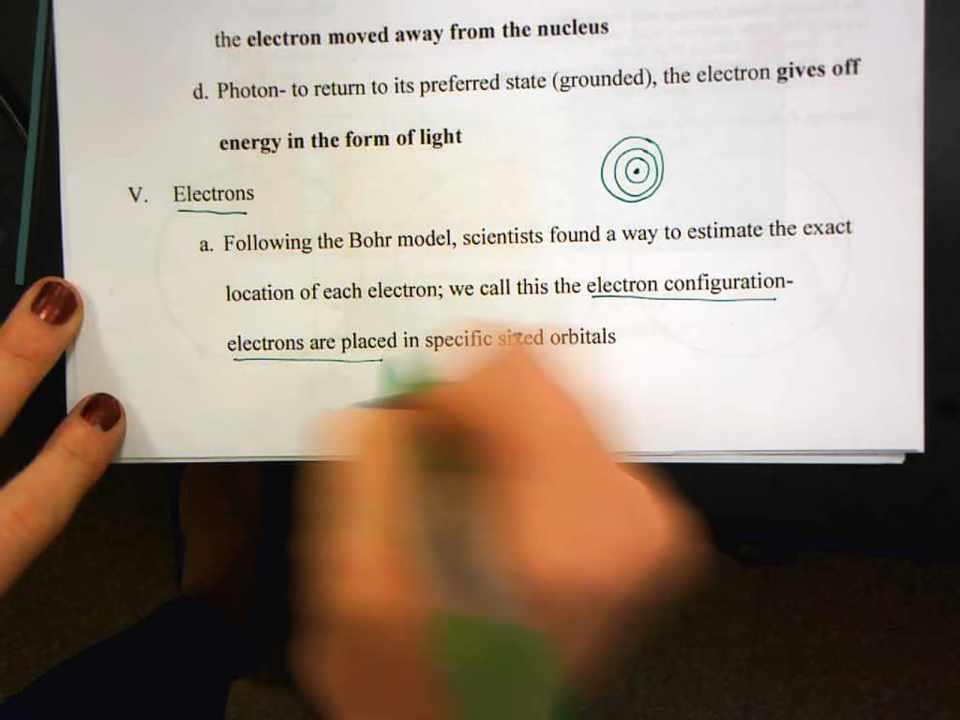 the electron moved away from the nucleus
d. Photon- to return to its preferred state (grounded), the electron gives off
energy in the form of light
V. Electrons
a. Following the Bohr model, scientists found a way to estimate the exact
location of each electron; we call this the electron configuration-
electrons are placed in specific sized orbitals